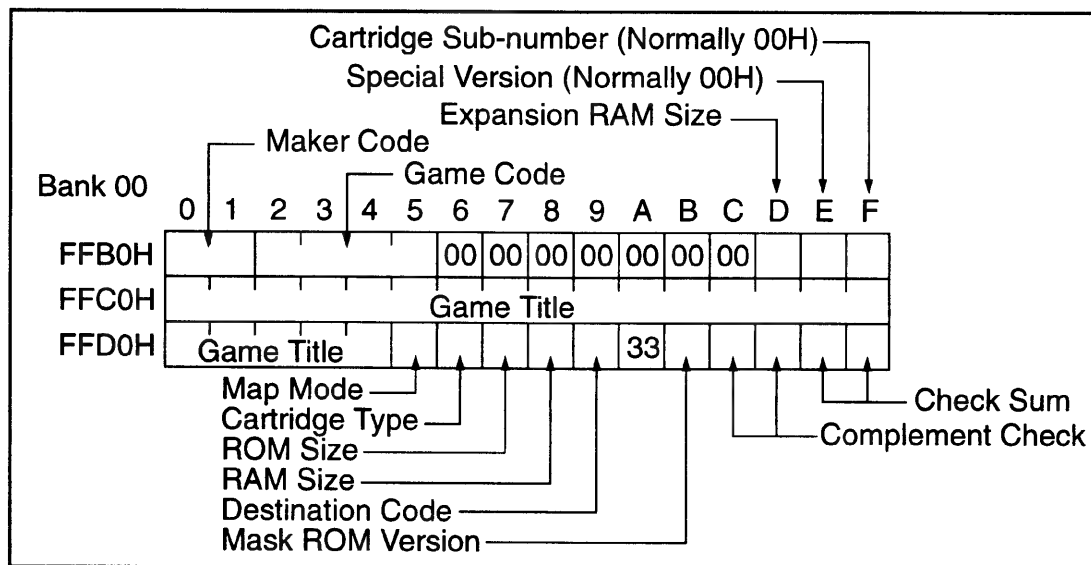 Cartridge Sub-number (Normally 00H)
Special Version (Normally 00H)
Expansion RAM Size
Maker Code
Game Code
Bank 00
0 1 2 3 4 5 6 7 8 9 A B C D E F
FFB0H 00 00 00 00 00 00 00
FFC0H Game Title
FFD0H Game Title 33
Map Mode
Check Sum
Cartridge Type
Complement Check
ROM Size
RAM Size
Destination Code
Mask ROM Version